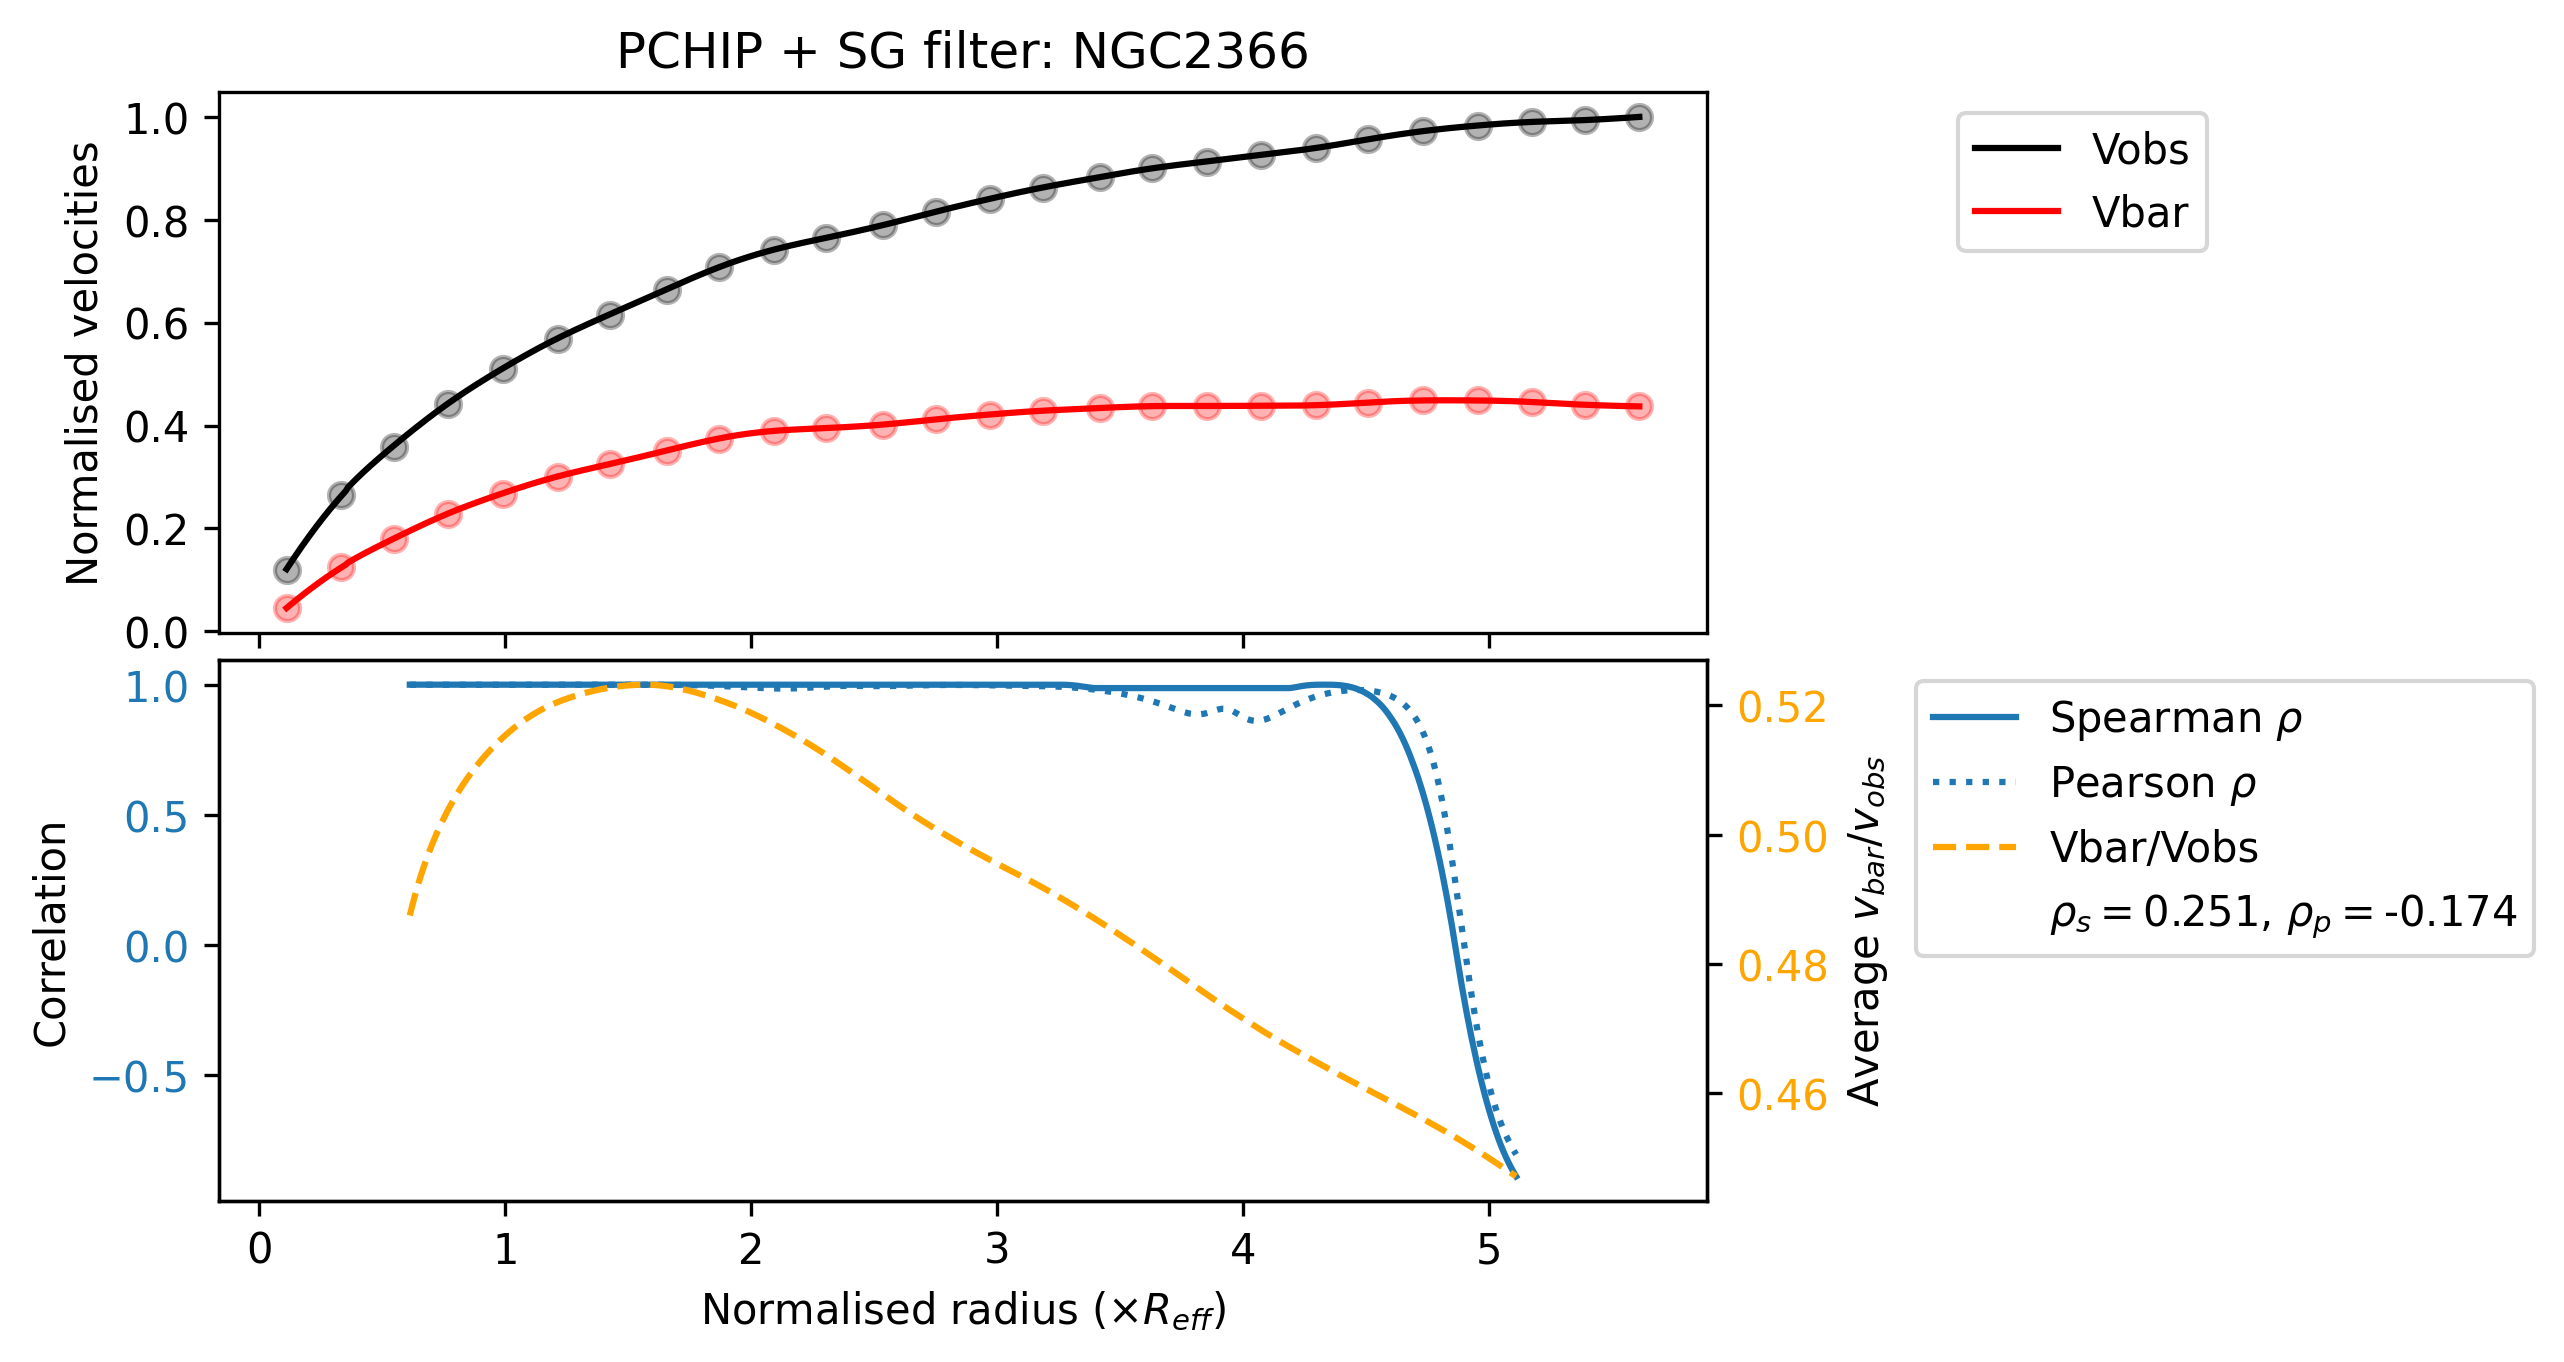 PCHIP + SG filter: NGC2366
Normalised velocities
1.0
0.8
0.6
0.4
0.2
0.0
Vobs
Vbar
Correlation
1.0
0.5
0.0
−0.5
0.52
0.50
0.48
0.46
Average v_bar/v_obs
Spearman ρ
Pearson ρ
Vbar/Vobs
ρ_s = 0.251, ρ_p = -0.174
0 1 2 3 4 5
Normalised radius (×R_eff)